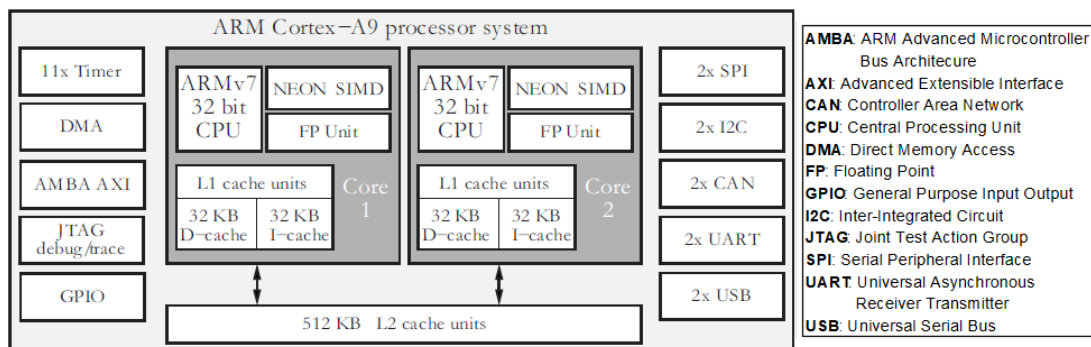 ARM Cortex−A9 processor system
11x Timer
DMA
AMBA AXI
JTAG
debug/trace
GPIO
ARMv7
32 bit
CPU
NEON SIMD
FP Unit
L1 cache units
32 KB
D−cache
32 KB
I−cache
Core
1
ARMv7
32 bit
CPU
NEON SIMD
FP Unit
L1 cache units
32 KB
D−cache
32 KB
I−cache
Core
2
512 KB L2 cache units
2x SPI
2x I2C
2x CAN
2x UART
2x USB
AMBA: ARM Advanced Microcontroller
Bus Architecure
AXI: Advanced Extensible Interface
CAN: Controller Area Network
CPU: Central Processing Unit
DMA: Direct Memory Access
FP: Floating Point
GPIO: General Purpose Input Output
I2C: Inter-Integrated Circuit
JTAG: Joint Test Action Group
SPI: Serial Peripheral Interface
UART: Universal Asynchronous
Receiver Transmitter
USB: Universal Serial Bus